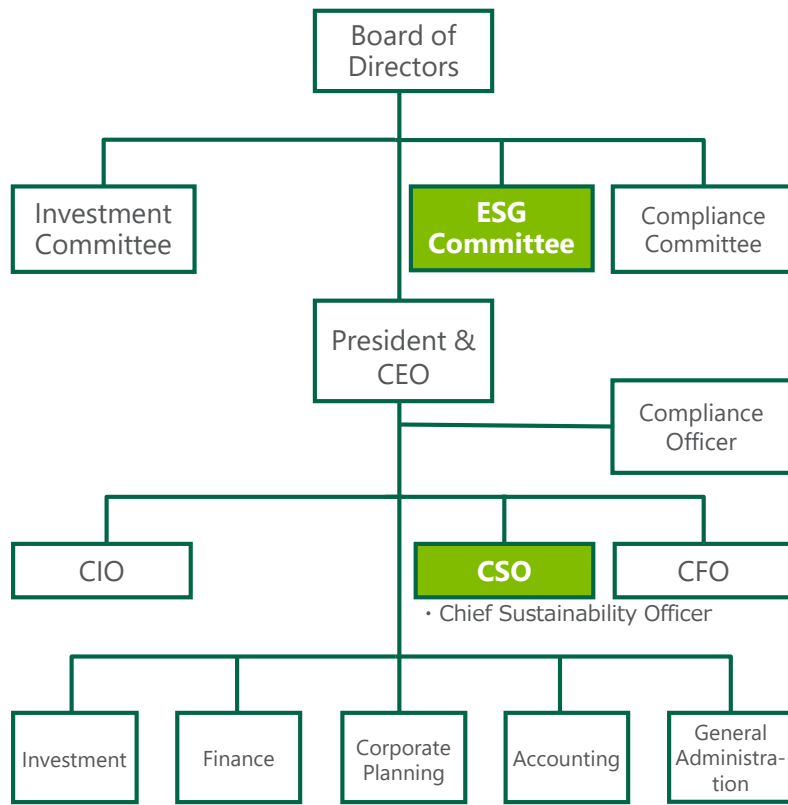 Board of
Directors
Investment
Committee
ESG
Committee
Compliance
Committee
President &
CEO
Compliance
Officer
CIO
CSO
CFO
・Chief Sustainability Officer
Investment
Finance
Corporate
Planning
Accounting
General
Administra-
tion